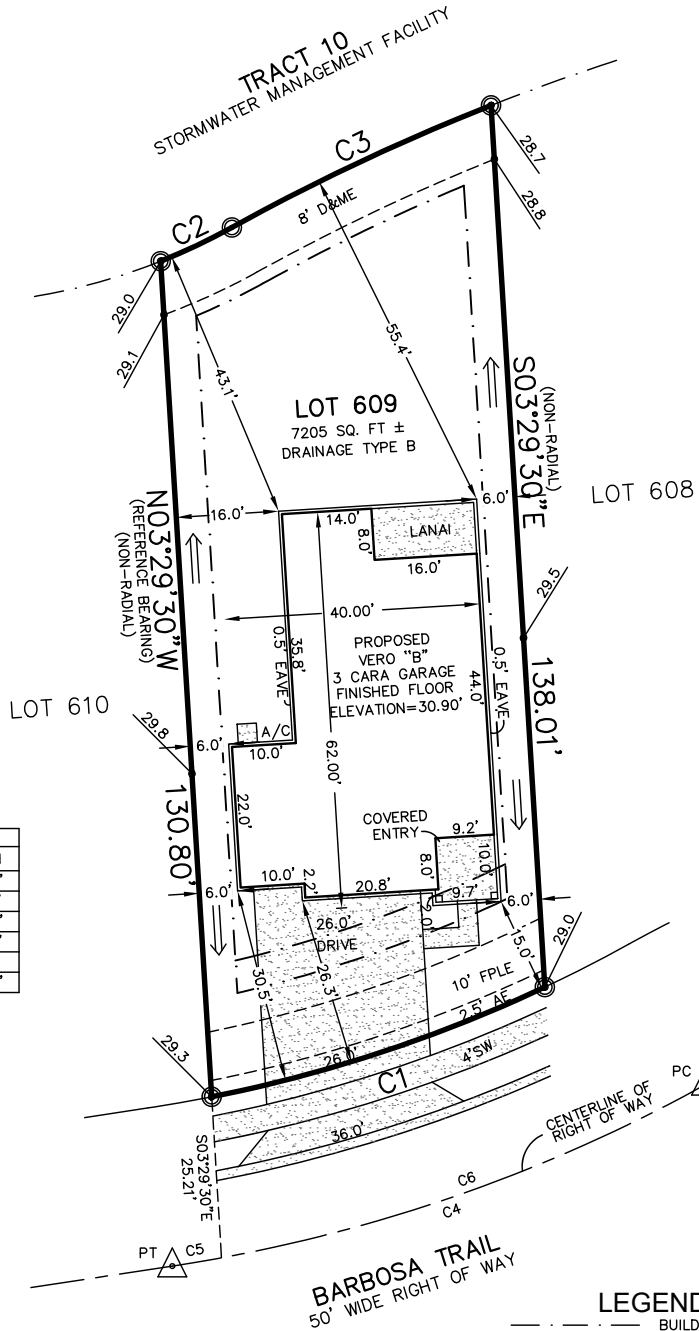 TRACT 10
STORMWATER MANAGEMENT FACILITY
C3
C2
8' D&ME
28.7
28.8
29.0
29.1
43.1'
55.4'
LOT 609
7205 SQ. FT ±
DRAINAGE TYPE B
N03°29'30"W
(REFERENCE BEARING)
(NON-RADIAL)
S03°29'30"E
(NON-RADIAL)
LOT 608
LOT 610
16.0'
14.0'
8.0'
LANAI
16.0'
6.0'
40.00'
0.5' EAVE
35.8'
PROPOSED
VERO "B"
3 CARA GARAGE
FINISHED FLOOR
ELEVATION=30.90'
44.0'
0.5' EAVE
29.5
138.01'
29.8
6.0'
A/C
10.0'
62.00'
130.80'
22.0'
COVERED
ENTRY
9.2'
8.0'
10.0'
10.0'
2.2'
20.8'
9.7'
2.0'
6.0'
6.0'
26.0'
DRIVE
30.5'
26.3'
10' FPLE
2.5' AE
29.0
29.3
26.0'
C1
4'SW
36.0'
S03°29'30"E
25.21'
PC
CENTERLINE OF
RIGHT OF WAY
C6
C4
PT
C5
BARBOSA TRAIL
50' WIDE RIGHT OF WAY
LEGEND
BUILD